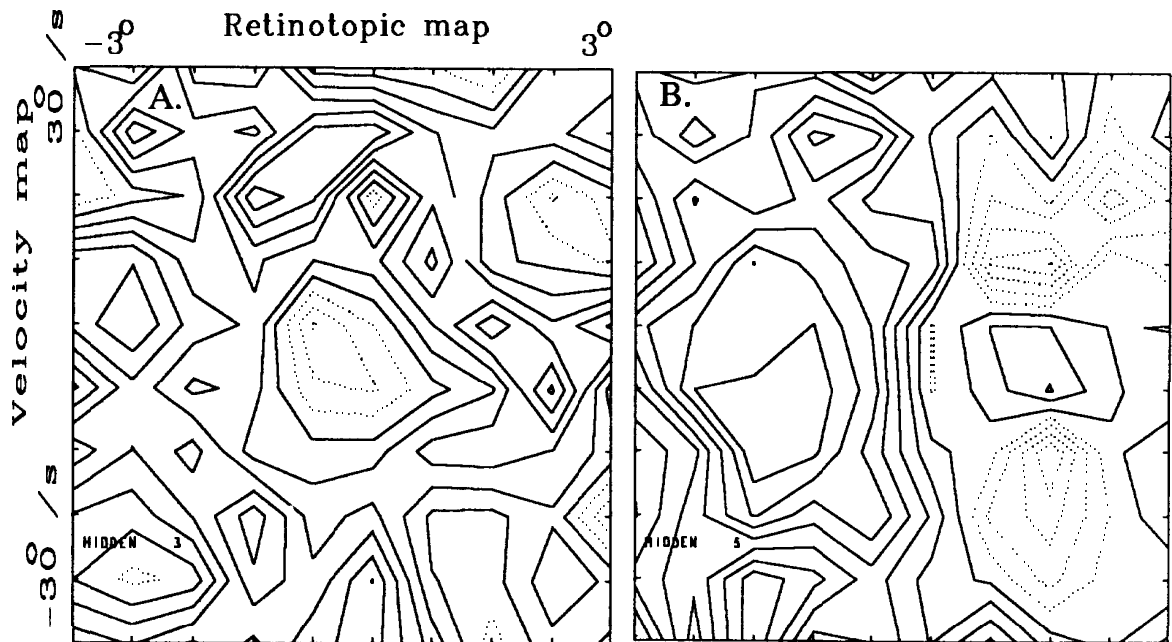 Retinotopic map
−3° 3°
Velocity map
30° /s
−30° /s
A.
B.
HIDDEN 3
HIDDEN 5